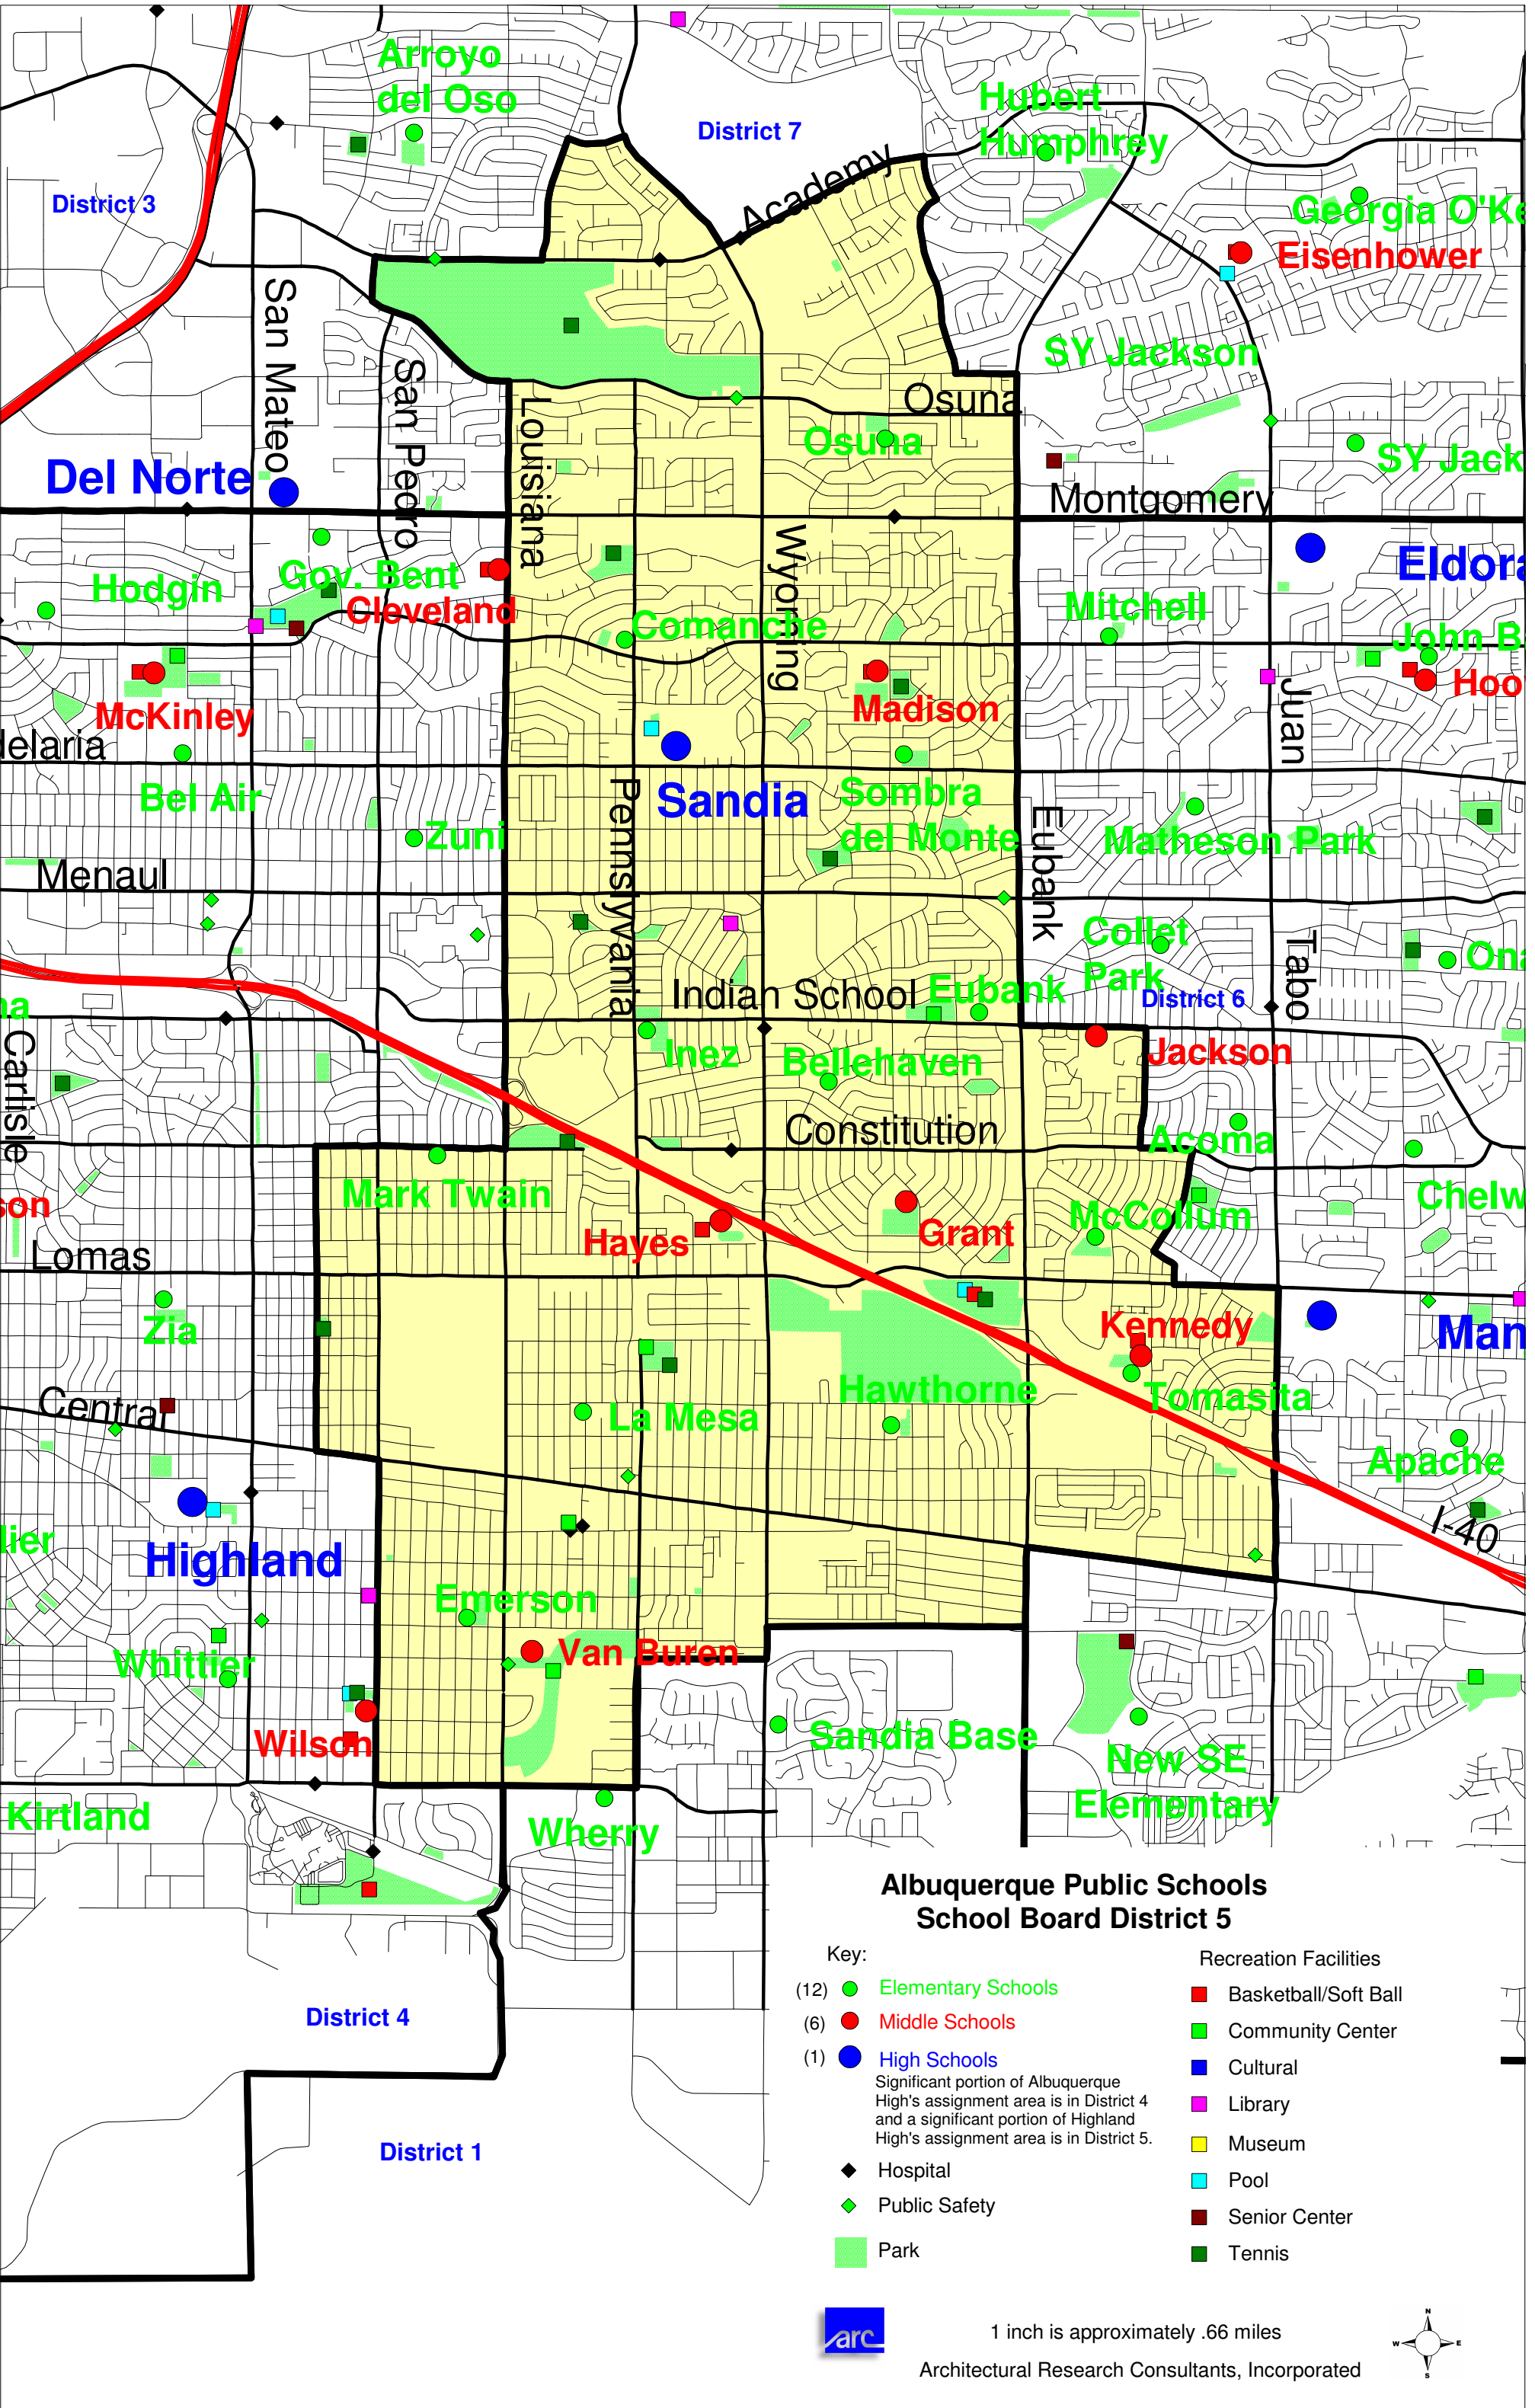 Arroyo
del Oso
District 7
Hubert
Humphrey
Academy
District 3
Georgia O'Ke
Eisenhower
San Mateo
San Pedro
SY Jackson
Louisiana
Osuna
Osuna
SY Jack
Del Norte
Montgomery
Wyoming
Eldora
Hodgin
Gov. Bent
Cleveland
Comanche
Mitchell
John B
McKinley
Madison
Hoo
Juan
delaria
Bel Air
Sandia
Sombra
del Monte
Pennslyvania
Zuni
Eubank
Matheson Park
Menaul
Collet
Park
Tabo
Ona
Indian School
Eubank
District 6
na
Carlisle
Inez
Bellehaven
Jackson
Constitution
Acoma
Mark Twain
son
Hayes
Grant
McCollum
Chelw
Lomas
Zia
Kennedy
Man
Central
La Mesa
Hawthorne
Tomasita
Apache
I-40
lier
Highland
Emerson
Whittier
Van Buren
Wilson
Sandia Base
New SE
Elementary
Kirtland
Wherry
Albuquerque Public Schools
School Board District 5
Key:
(12) Elementary Schools
(6) Middle Schools
(1) High Schools
Significant portion of Albuquerque
High's assignment area is in District 4
and a significant portion of Highland
High's assignment area is in District 5.
Hospital
Public Safety
Park
Recreation Facilities
Basketball/Soft Ball
Community Center
Cultural
Library
Museum
Pool
Senior Center
Tennis
District 4
District 1
arc
1 inch is approximately .66 miles
Architectural Research Consultants, Incorporated
N
W E
S